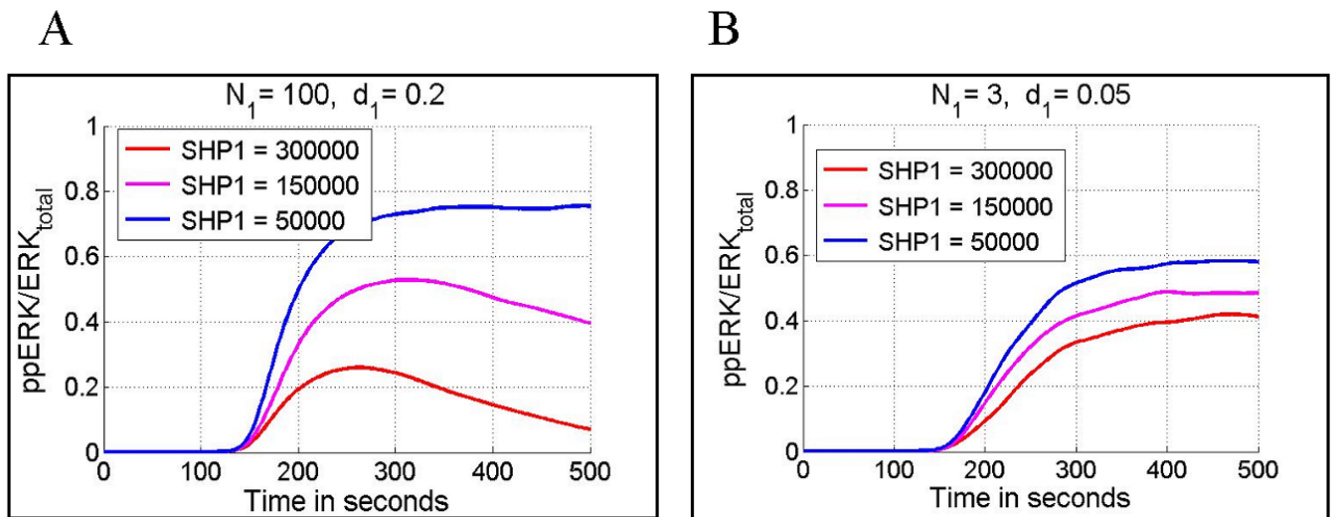 A
N1 = 100, d1 = 0.2
ppERK/ERKtotal
1
0.8
0.6
0.4
0.2
0
SHP1 = 300000
SHP1 = 150000
SHP1 = 50000
0 100 200 300 400 500
Time in seconds
B
N1 = 3, d1 = 0.05
ppERK/ERKtotal
1
0.8
0.6
0.4
0.2
0
SHP1 = 300000
SHP1 = 150000
SHP1 = 50000
0 100 200 300 400 500
Time in seconds